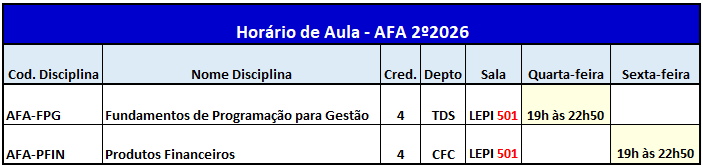 Horário de Aula - AFA 2º2026
Cod. Disciplina Nome Disciplina Cred. Depto Sala Quarta-feira Sexta-feira
AFA-FPG Fundamentos de Programação para Gestão 4 TDS LEPI 501 19h às 22h50
AFA-PFIN Produtos Financeiros 4 CFC LEPI 501 19h às 22h50